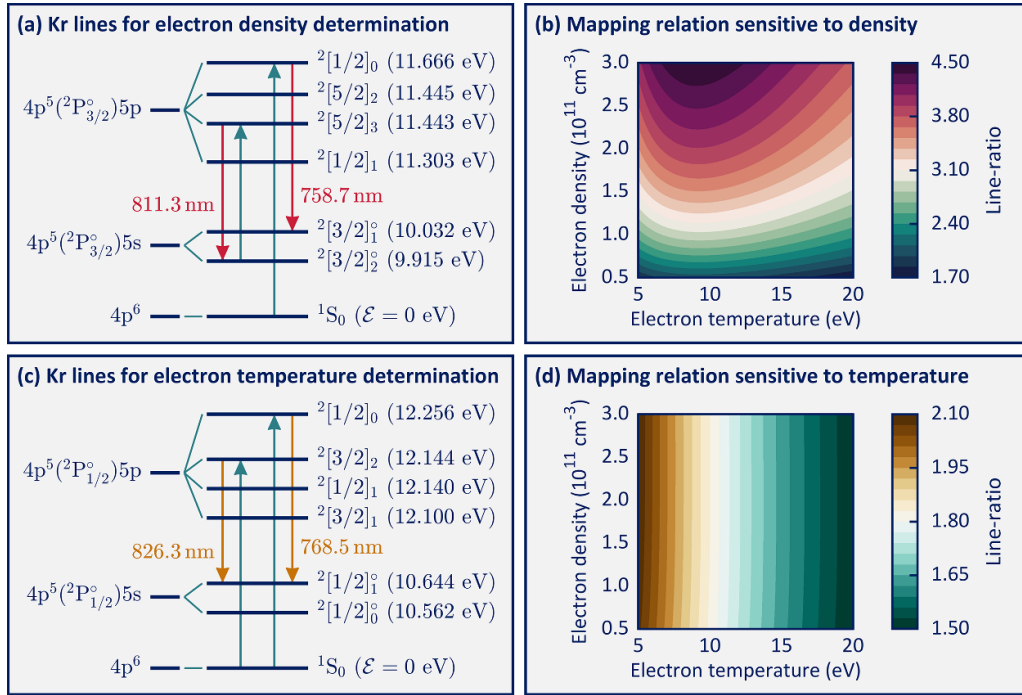 (a) Kr lines for electron density determination
²[1/2]₀ (11.666 eV)
²[5/2]₂ (11.445 eV)
4p⁵(²P°₃/₂)5p
²[5/2]₃ (11.443 eV)
²[1/2]₁ (11.303 eV)
811.3 nm
758.7 nm
²[3/2]°₁ (10.032 eV)
4p⁵(²P°₃/₂)5s
²[3/2]°₂ (9.915 eV)
4p⁶
¹S₀ (ℰ = 0 eV)
(b) Mapping relation sensitive to density
Electron density (10¹¹ cm⁻³)
3.0
2.5
2.0
1.5
1.0
0.5
5
10
15
20
Electron temperature (eV)
4.50
3.80
3.10
2.40
1.70
Line-ratio
(c) Kr lines for electron temperature determination
²[1/2]₀ (12.256 eV)
4p⁵(²P°₁/₂)5p
²[3/2]₂ (12.144 eV)
²[1/2]₁ (12.140 eV)
²[3/2]₁ (12.100 eV)
826.3 nm
768.5 nm
²[1/2]°₁ (10.644 eV)
4p⁵(²P°₁/₂)5s
²[1/2]°₀ (10.562 eV)
4p⁶
¹S₀ (ℰ = 0 eV)
(d) Mapping relation sensitive to temperature
Electron density (10¹¹ cm⁻³)
3.0
2.5
2.0
1.5
1.0
0.5
5
10
15
20
Electron temperature (eV)
2.10
1.95
1.80
1.65
1.50
Line-ratio